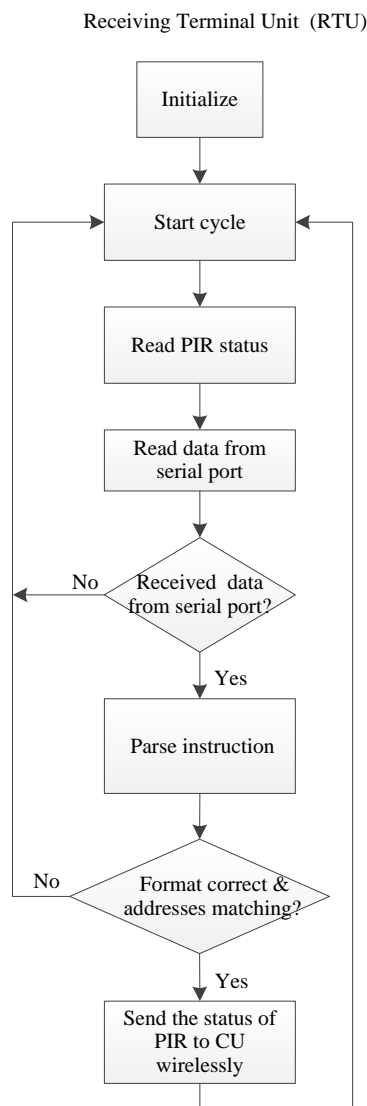 Receiving Terminal Unit (RTU)
Initialize
Start cycle
Read PIR status
Read data from
serial port
No
Received data
from serial port?
Yes
Parse instruction
No
Format correct &
addresses matching?
Yes
Send the status of
PIR to CU
wirelessly